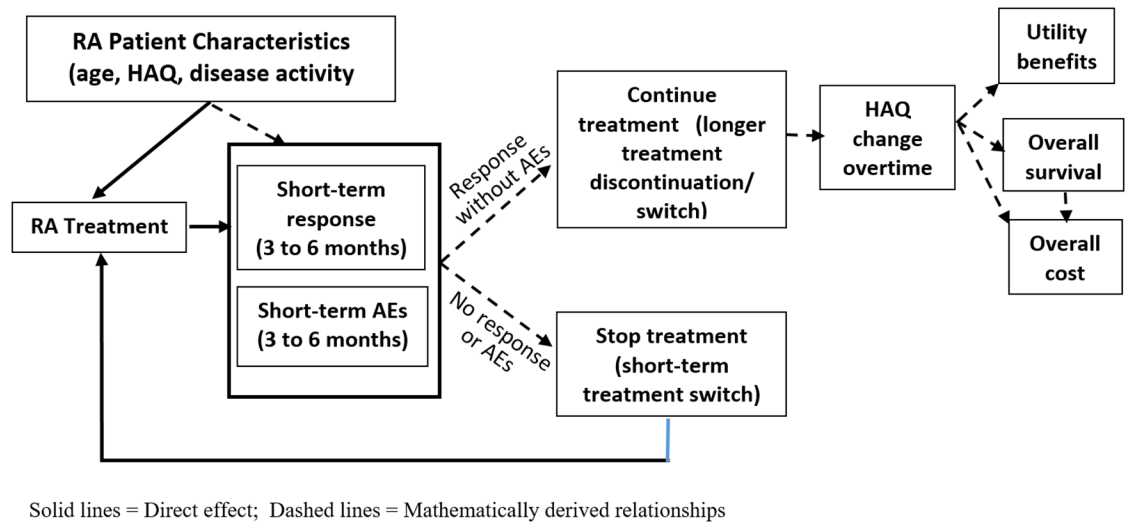 RA Patient Characteristics
(age, HAQ, disease activity
RA Treatment
Short-term
response
(3 to 6 months)
Short-term AEs
(3 to 6 months)
Response
without AEs
No response
or AEs
Continue
treatment (longer
treatment
discontinuation/
switch)
Stop treatment
(short-term
treatment switch)
HAQ
change
overtime
Utility
benefits
Overall
survival
Overall
cost
Solid lines = Direct effect; Dashed lines = Mathematically derived relationships